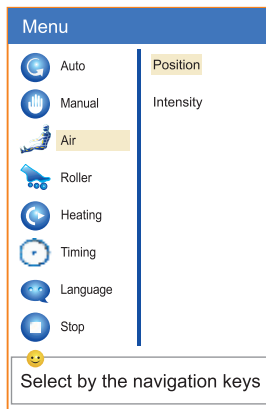 Menu
Auto
Manual
Air
Roller
Heating
Timing
Language
Stop
Position
Intensity
Select by the navigation keys